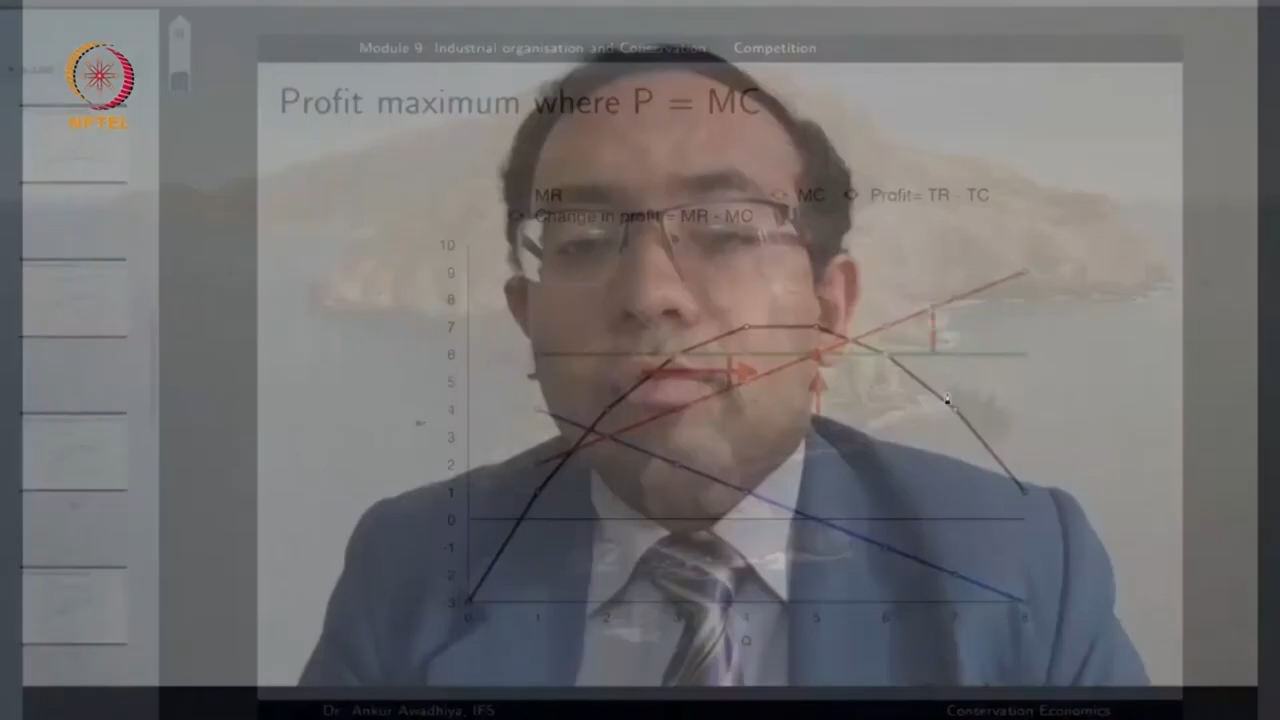 Module 9 Industrial organisation and Conservation Competition
NPTEL
Profit maximum where P = MC
MR MC Profit= TR - TC
Change in profit = MR - MC
10
9
8
7
6
5
4
3
2
1
0
-1
-2
0 1 2 3 4 5 6 7 8
Q
Dr. Ankur Awadhiya, IFS Conservation Economics